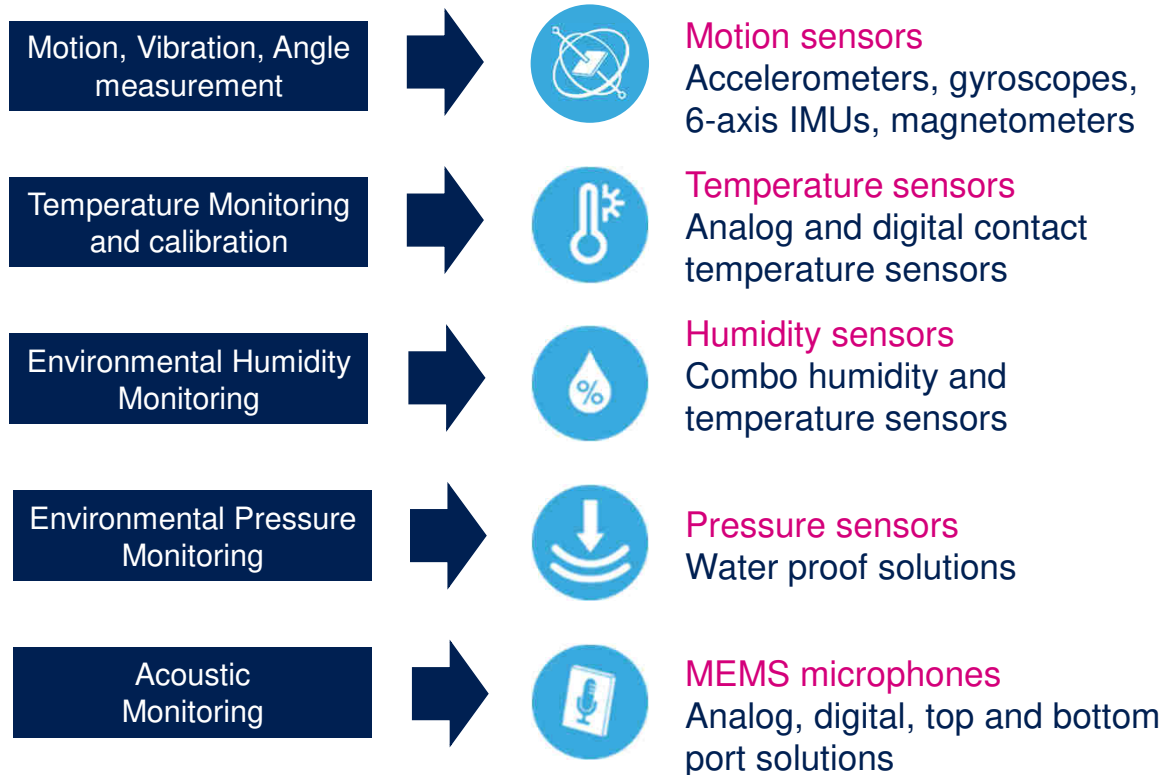 Motion, Vibration, Angle
measurement
Motion sensors
Accelerometers, gyroscopes,
6-axis IMUs, magnetometers
Temperature Monitoring
and calibration
Temperature sensors
Analog and digital contact
temperature sensors
Environmental Humidity
Monitoring
%
Humidity sensors
Combo humidity and
temperature sensors
Environmental Pressure
Monitoring
Pressure sensors
Water proof solutions
Acoustic
Monitoring
MEMS microphones
Analog, digital, top and bottom
port solutions